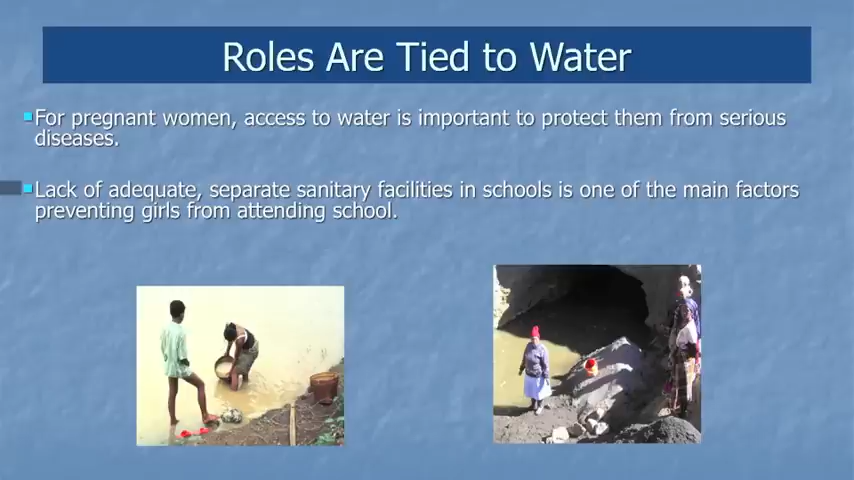 Roles Are Tied to Water
For pregnant women, access to water is important to protect them from serious
diseases.
Lack of adequate, separate sanitary facilities in schools is one of the main factors
preventing girls from attending school.